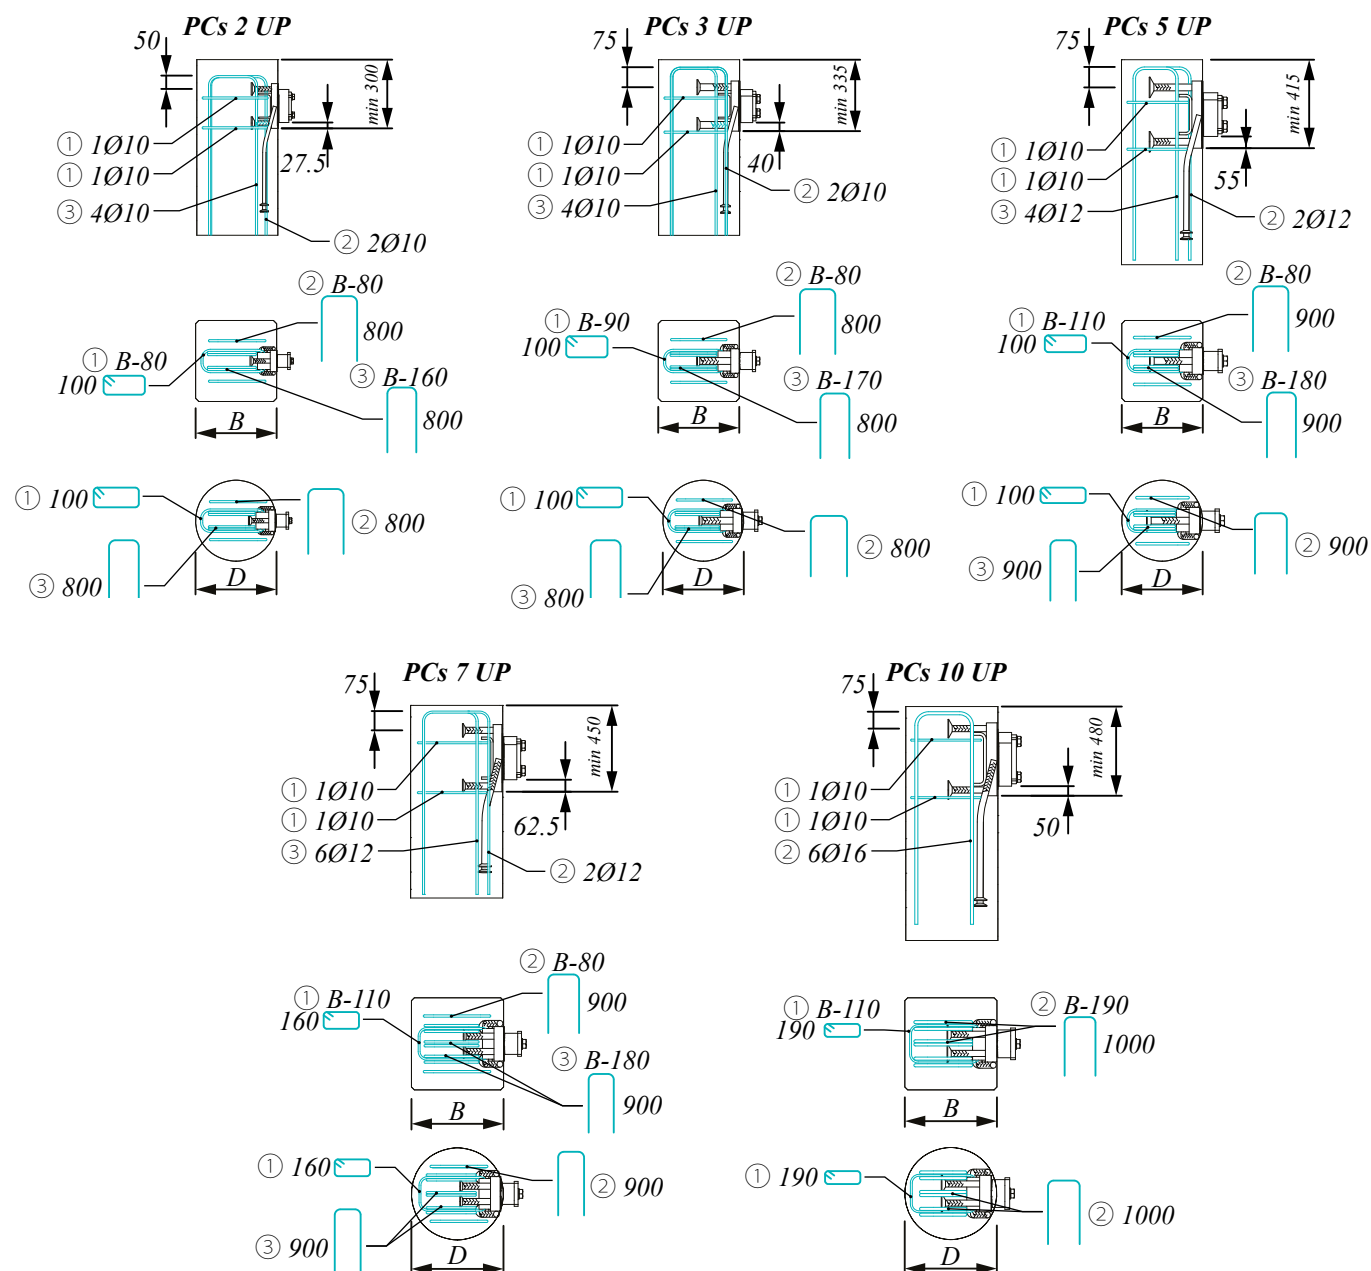 PCs 2 UP
50
min 300
① 1Ø10
① 1Ø10
27.5
③ 4Ø10
② 2Ø10
② B-80
800
① B-80
100
③ B-160
800
B
① 100
② 800
③ 800
D
PCs 3 UP
75
min 335
① 1Ø10
① 1Ø10
40
③ 4Ø10
② 2Ø10
② B-80
800
① B-90
100
③ B-170
800
B
① 100
② 800
③ 800
D
PCs 5 UP
75
min 415
① 1Ø10
① 1Ø10
55
③ 4Ø12
② 2Ø12
② B-80
900
① B-110
100
③ B-180
900
B
① 100
② 900
③ 900
D
PCs 7 UP
75
min 450
① 1Ø10
① 1Ø10
62.5
③ 6Ø12
② 2Ø12
② B-80
900
① B-110
160
③ B-180
900
B
① 160
② 900
③ 900
D
PCs 10 UP
75
min 480
① 1Ø10
① 1Ø10
50
② 6Ø16
① B-110
190
② B-190
1000
B
① 190
② 1000
D